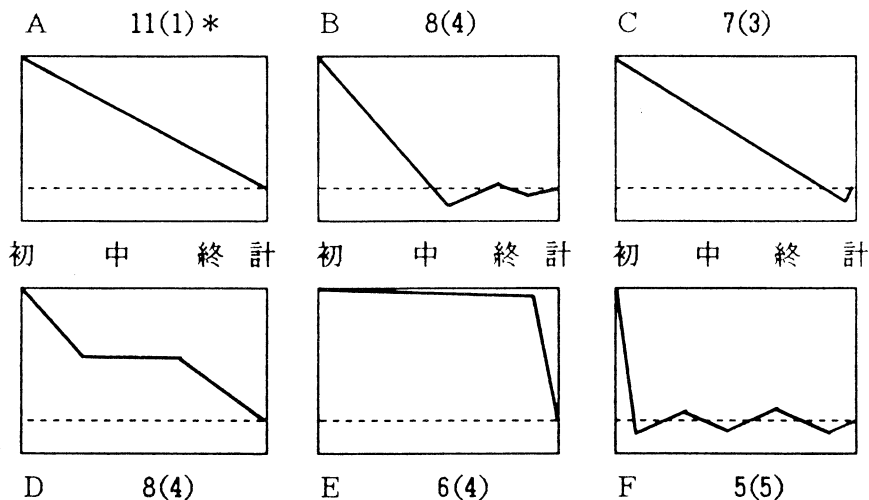 A 11(1)* B 8(4) C 7(3)
初 中 終 計 初 中 終 計 初 中 終 計
D 8(4) E 6(4) F 5(5)